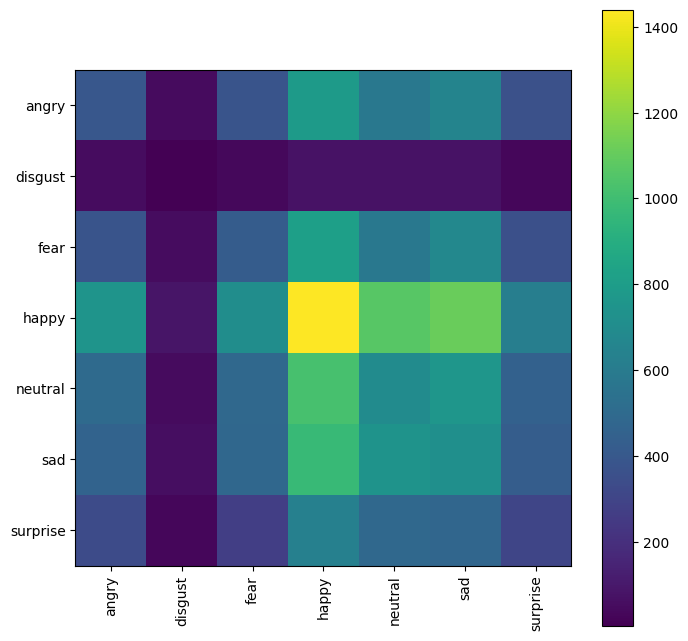 angry
disgust
fear
happy
neutral
sad
surprise
angry
disgust
fear
happy
neutral
sad
surprise
1400
1200
1000
800
600
400
200